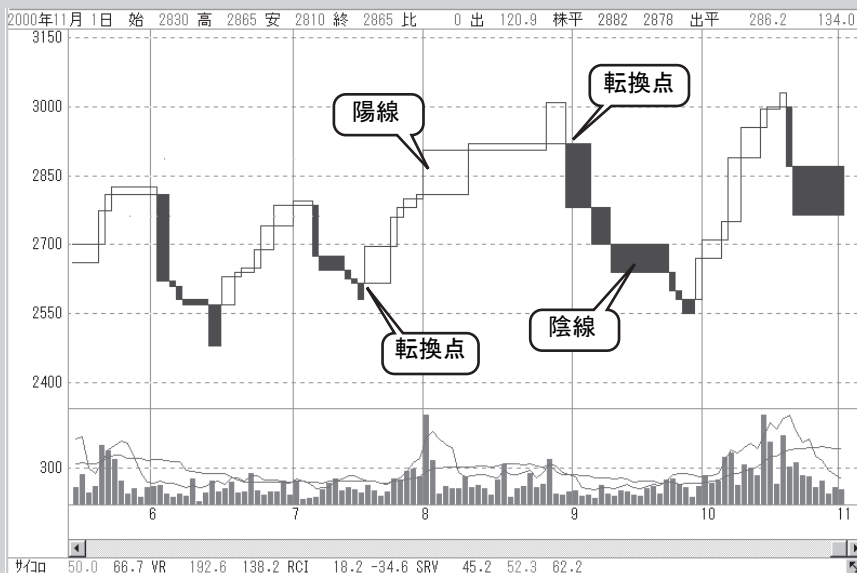 2000年11月 1日 始 2830 高 2865 安 2810 終 2865 比 0 出 120.9 株平 2882 2878 出平 286.2 134.0
3150
3000
2850
2700
2550
2400
300
陽線
転換点
転換点
陰線
6 7 8 9 10 11
サイコロ 50.0 66.7 VR 192.6 138.2 RCI 18.2 -34.6 SRV 45.2 52.3 62.2